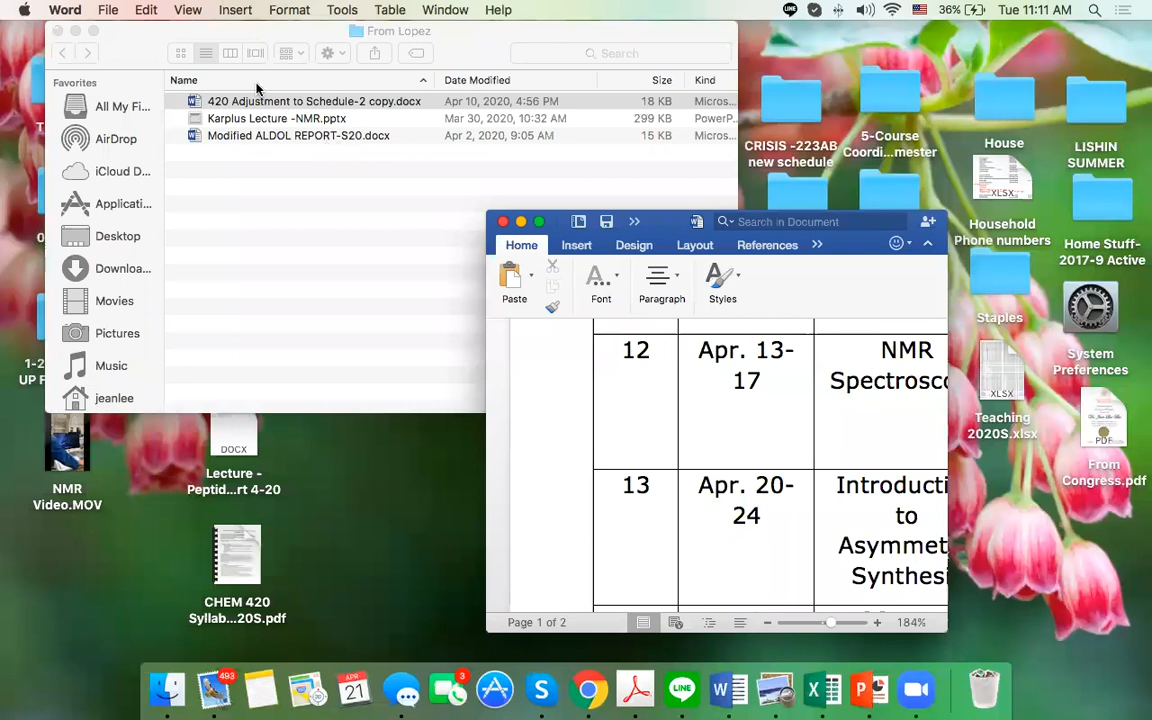 Word File Edit View Insert Format Tools Table Window Help
36% Tue 11:11 AM
From Lopez
Search
Favorites
All My Fi...
AirDrop
iCloud D...
Applicati...
Desktop
Downloa...
Movies
Pictures
Music
jeanlee
Name Date Modified Size Kind
420 Adjustment to Schedule-2 copy.docx Apr 10, 2020, 4:56 PM 18 KB Micros...
Karplus Lecture -NMR.pptx Mar 30, 2020, 10:32 AM 299 KB PowerP...
Modified ALDOL REPORT-S20.docx Apr 2, 2020, 9:05 AM 15 KB Micros...
Search in Document
Home Insert Design Layout References
Paste Font Paragraph Styles
12 Apr. 13-
17
NMR
Spectrosco
13 Apr. 20-
24
Introducti
to
Asymmet
Synthesi
Page 1 of 2 184%
CRISIS -223AB
new schedule
5-Course
Coordi...mester
House
LISHIN
SUMMER
XLSX
Household
Phone numbers
Home Stuff-
2017-9 Active
Staples
System
Preferences
XLSX
Teaching
2020S.xlsx
PDF
From
Congress.pdf
1-2
UP F
NMR
Video.MOV
DOCX
Lecture -
Peptid...rt 4-20
CHEM 420
Syllab...20S.pdf
493
APR
21
3
LINE